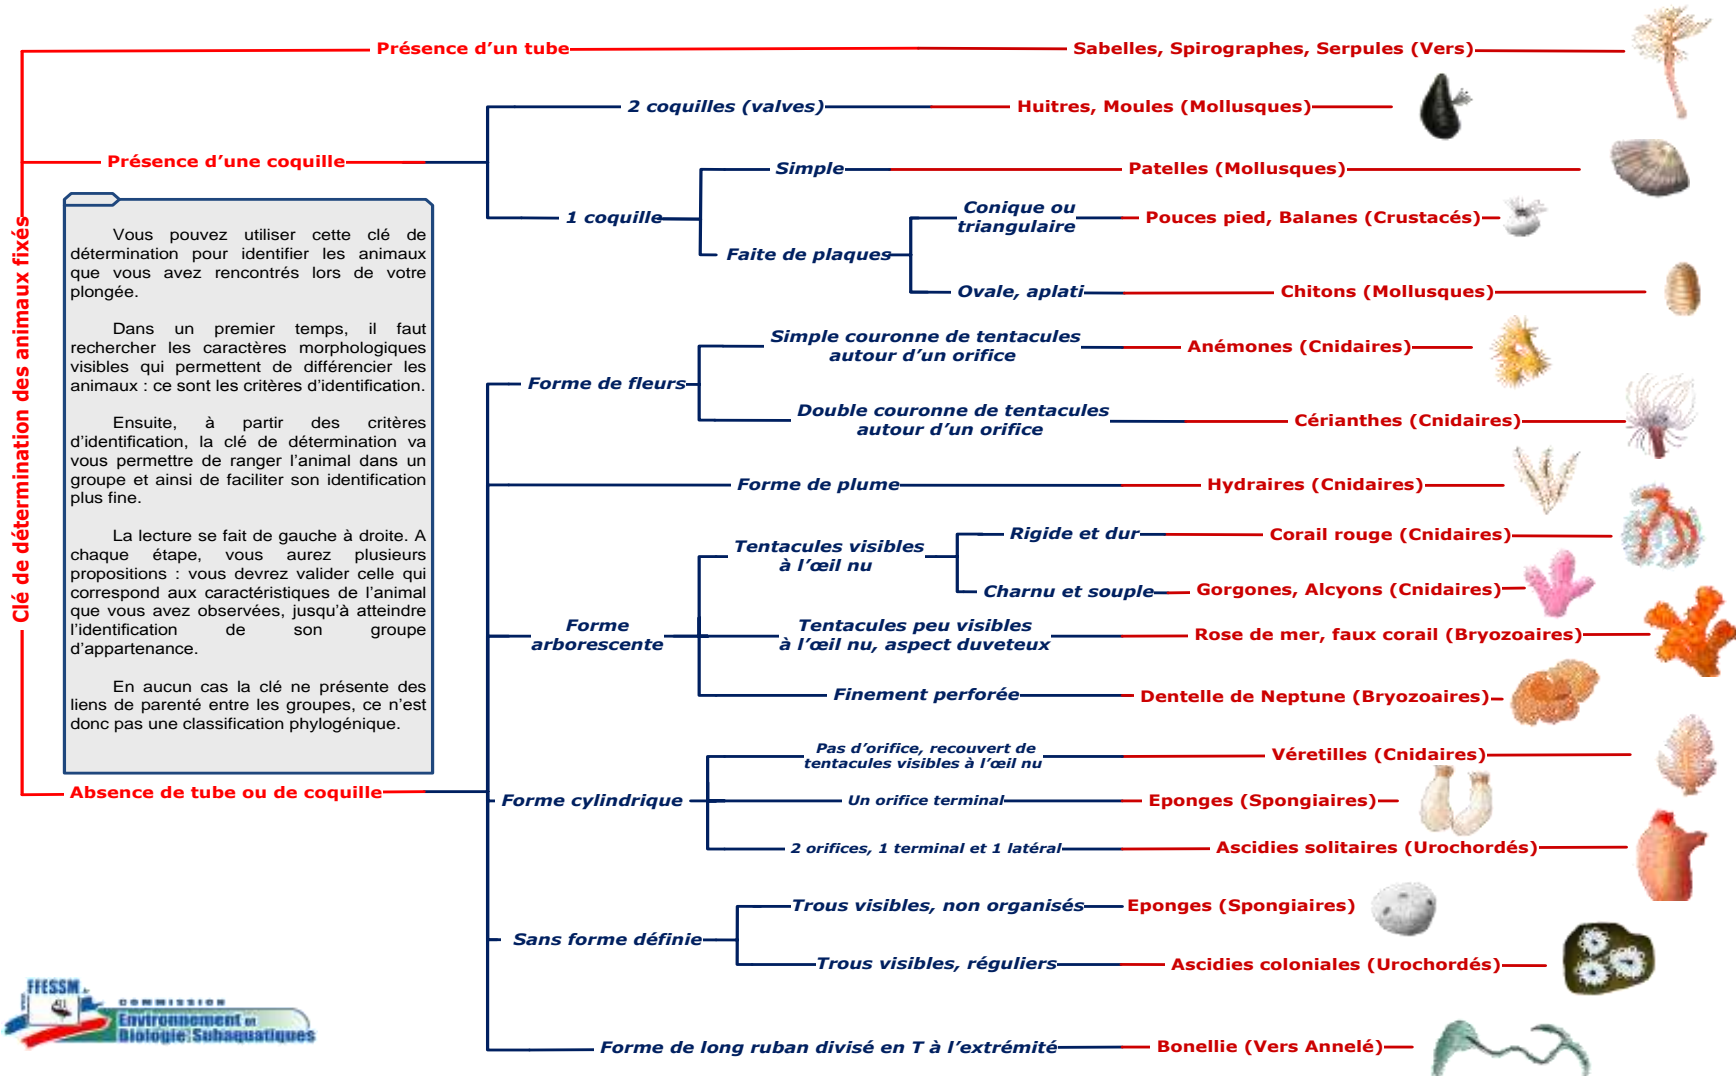 Clé de détermination des animaux fixés
Présence d'un tube
Sabelles, Spirographes, Serpules (Vers)
Présence d'une coquille
2 coquilles (valves)
Huitres, Moules (Mollusques)
1 coquille
Simple
Patelles (Mollusques)
Faite de plaques
Conique ou
triangulaire
Pouces pied, Balanes (Crustacés)
Ovale, aplati
Chitons (Mollusques)
Vous pouvez utiliser cette clé de
détermination pour identifier les animaux
que vous avez rencontrés lors de votre
plongée.
Dans un premier temps, il faut
rechercher les caractères morphologiques
visibles qui permettent de différencier les
animaux : ce sont les critères d'identification.
Ensuite, à partir des critères
d'identification, la clé de détermination va
vous permettre de ranger l'animal dans un
groupe et ainsi de faciliter son identification
plus fine.
La lecture se fait de gauche à droite. A
chaque étape, vous aurez plusieurs
propositions : vous devrez valider celle qui
correspond aux caractéristiques de l'animal
que vous avez observées, jusqu'à atteindre
l'identification de son groupe
d'appartenance.
En aucun cas la clé ne présente des
liens de parenté entre les groupes, ce n'est
donc pas une classification phylogénique.
Absence de tube ou de coquille
Forme de fleurs
Simple couronne de tentacules
autour d'un orifice
Anémones (Cnidaires)
Double couronne de tentacules
autour d'un orifice
Cérianthes (Cnidaires)
Forme de plume
Hydraires (Cnidaires)
Forme
arborescente
Tentacules visibles
à l'œil nu
Rigide et dur
Corail rouge (Cnidaires)
Charnu et souple
Gorgones, Alcyons (Cnidaires)
Tentacules peu visibles
à l'œil nu, aspect duveteux
Rose de mer, faux corail (Bryozoaires)
Finement perforée
Dentelle de Neptune (Bryozoaires)
Forme cylindrique
Pas d'orifice, recouvert de
tentacules visibles à l'œil nu
Véretilles (Cnidaires)
Un orifice terminal
Eponges (Spongiaires)
2 orifices, 1 terminal et 1 latéral
Ascidies solitaires (Urochordés)
Sans forme définie
Trous visibles, non organisés
Eponges (Spongiaires)
Trous visibles, réguliers
Ascidies coloniales (Urochordés)
Forme de long ruban divisé en T à l'extrémité
Bonellie (Vers Annelé)
FFESSM
COMMISSION
Environnement et
Biologie Subaquatiques